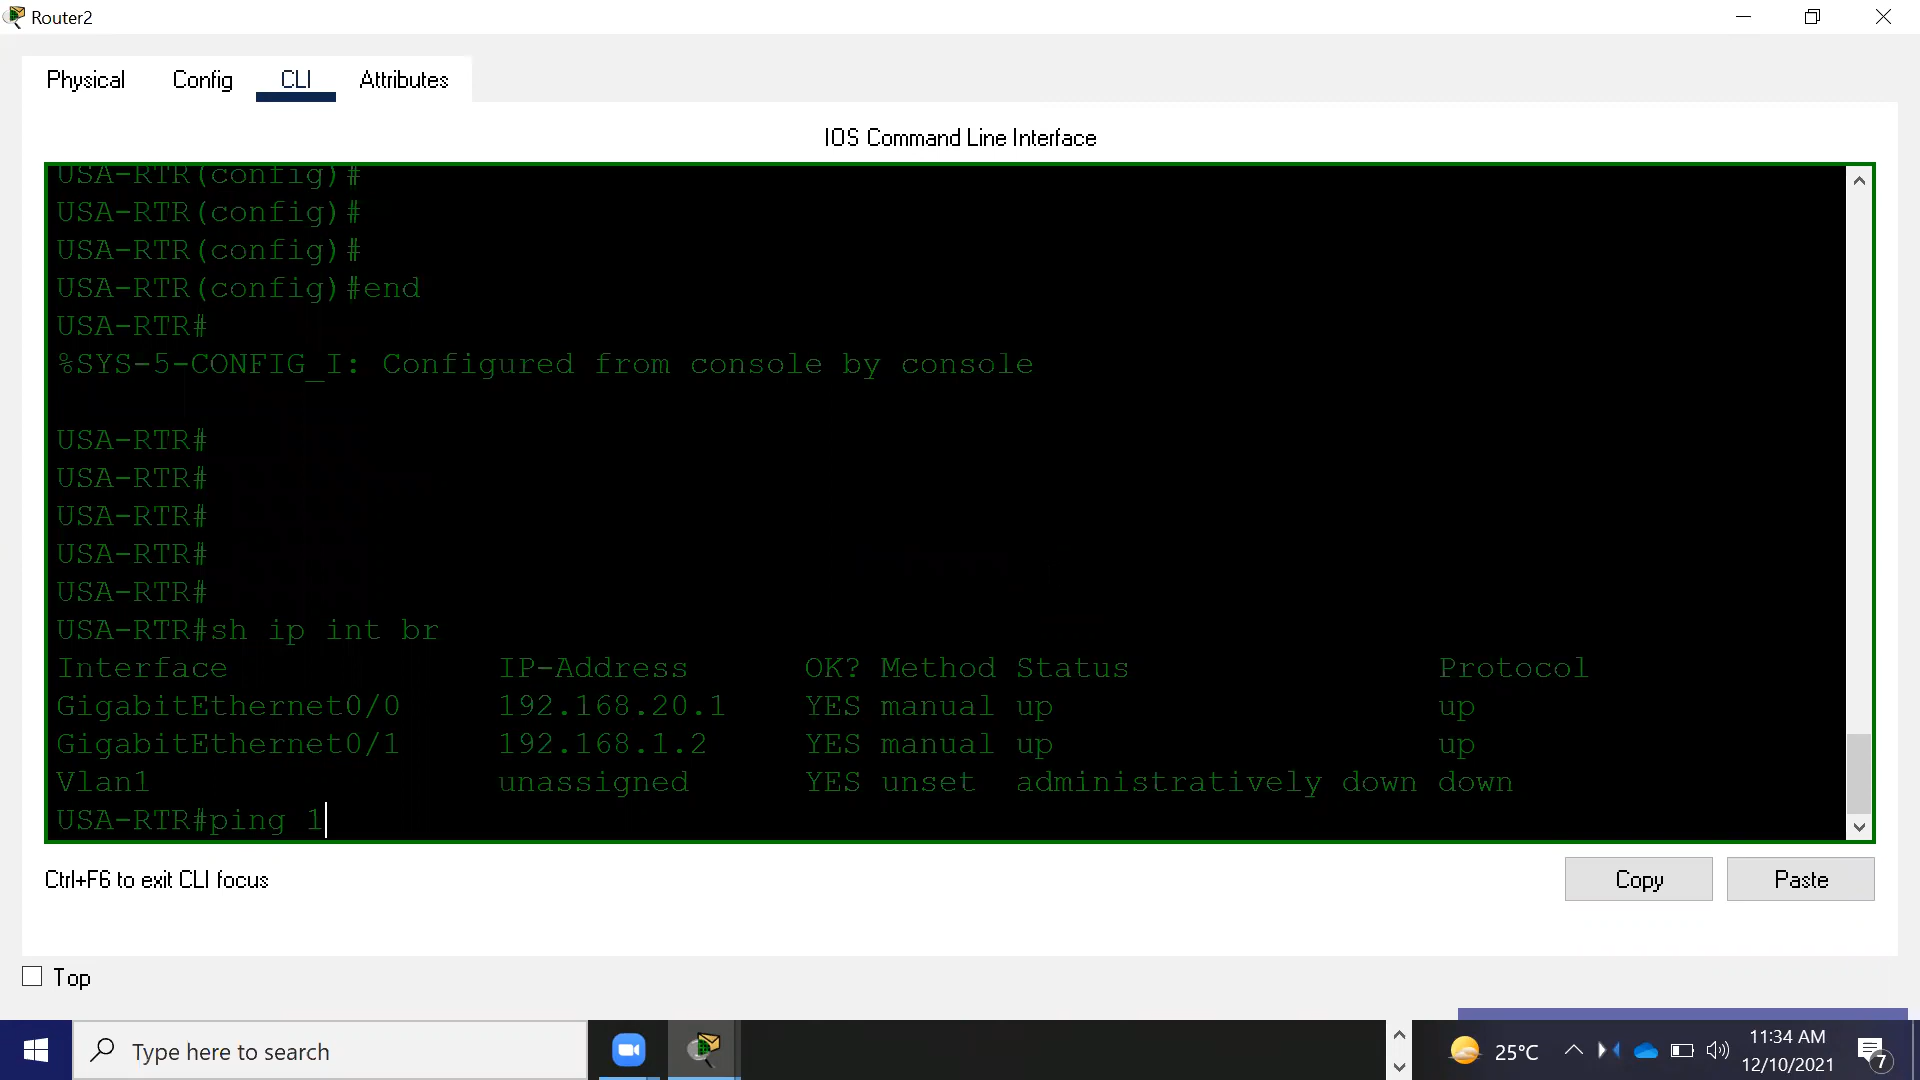 Router2
Physical Config CLI Attributes
IOS Command Line Interface
USA-RTR(config)#
USA-RTR(config)#
USA-RTR(config)#
USA-RTR(config)#end
USA-RTR#
%SYS-5-CONFIG_I: Configured from console by console
USA-RTR#
USA-RTR#
USA-RTR#
USA-RTR#
USA-RTR#
USA-RTR#sh ip int br
Interface IP-Address OK? Method Status Protocol
GigabitEthernet0/0 192.168.20.1 YES manual up up
GigabitEthernet0/1 192.168.1.2 YES manual up up
Vlan1 unassigned YES unset administratively down down
USA-RTR#ping 1
Ctrl+F6 to exit CLI focus
Copy Paste
Top
Type here to search
25°C
11:34 AM
12/10/2021
7